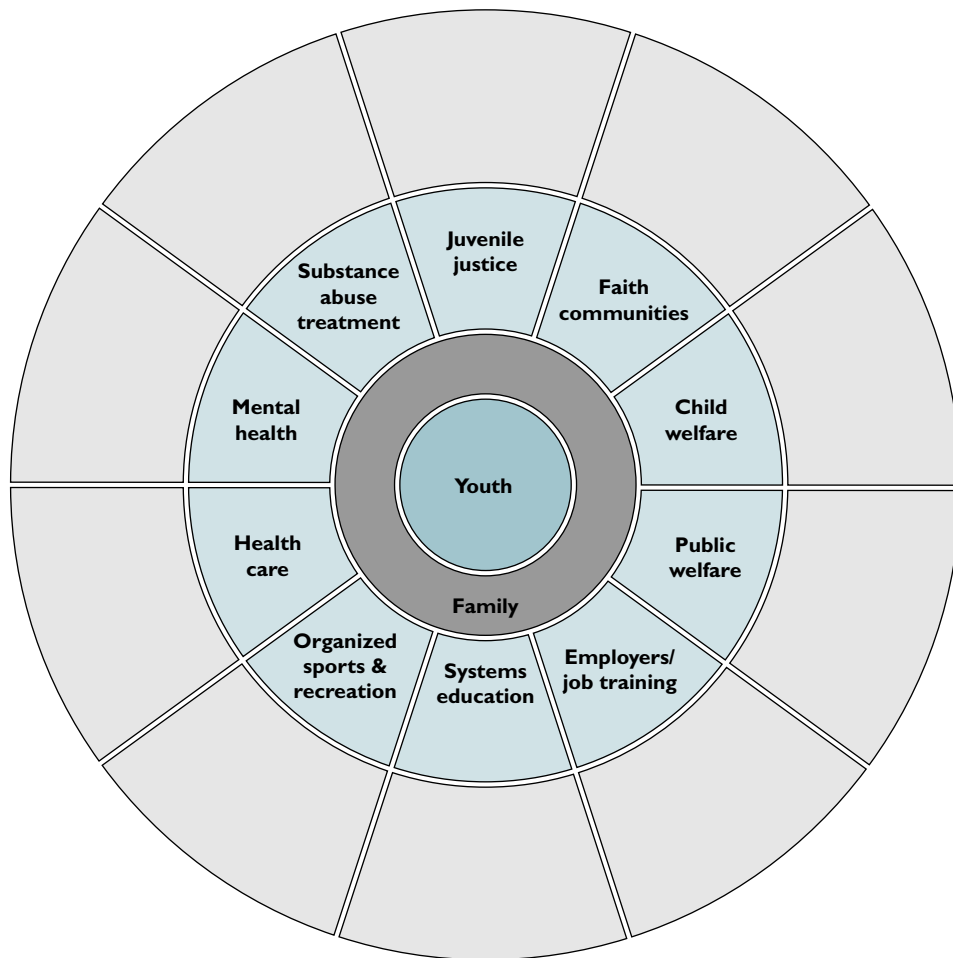 Juvenile
justice
Substance
abuse
treatment
Faith
communities
Mental
health
Child
welfare
Youth
Health
care
Public
welfare
Family
Organized
sports &
recreation
Systems
education
Employers/
job training